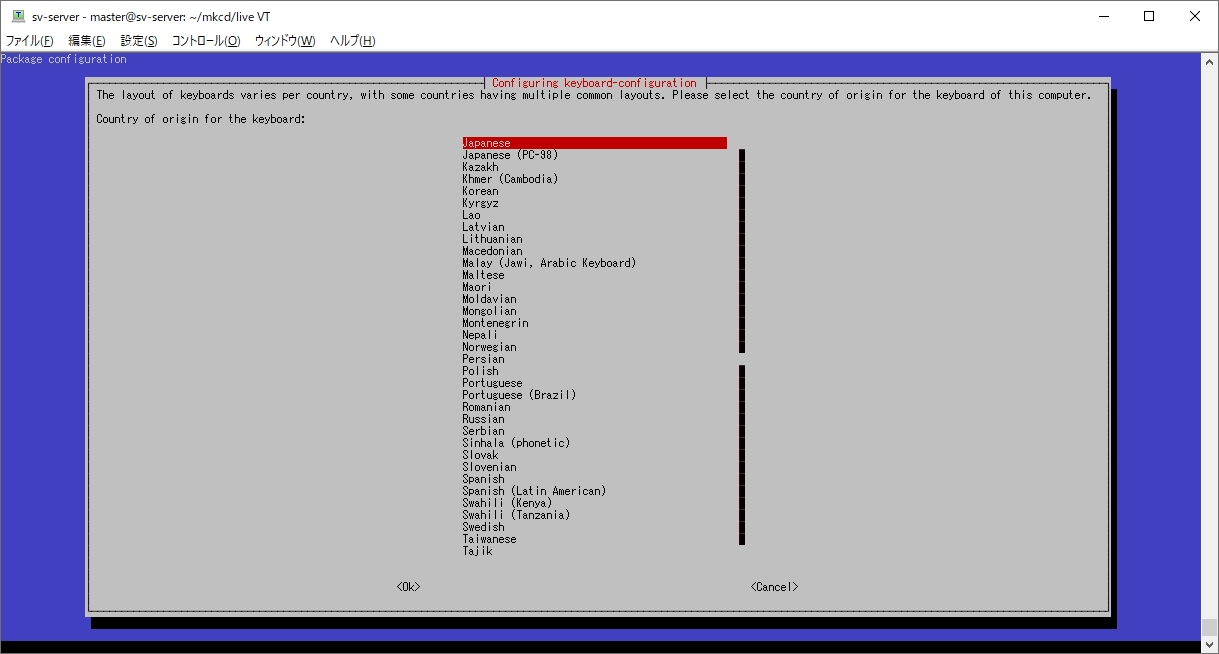 sv-server - master@sv-server: ~/mkcd/live VT
ファイル(F) 編集(E) 設定(S) コントロール(O) ウィンドウ(W) ヘルプ(H)
Package configuration
Configuring keyboard-configuration
The layout of keyboards varies per country, with some countries having multiple common layouts. Please select the country of origin for the keyboard of this computer.
Country of origin for the keyboard:
Japanese
Japanese (PC-98)
Kazakh
Khmer (Cambodia)
Korean
Kyrgyz
Lao
Latvian
Lithuanian
Macedonian
Malay (Jawi, Arabic Keyboard)
Maltese
Maori
Moldavian
Mongolian
Montenegrin
Nepali
Norwegian
Persian
Polish
Portuguese
Portuguese (Brazil)
Romanian
Russian
Serbian
Sinhala (phonetic)
Slovak
Slovenian
Spanish
Spanish (Latin American)
Swahili (Kenya)
Swahili (Tanzania)
Swedish
Taiwanese
Tajik
<Ok> <Cancel>